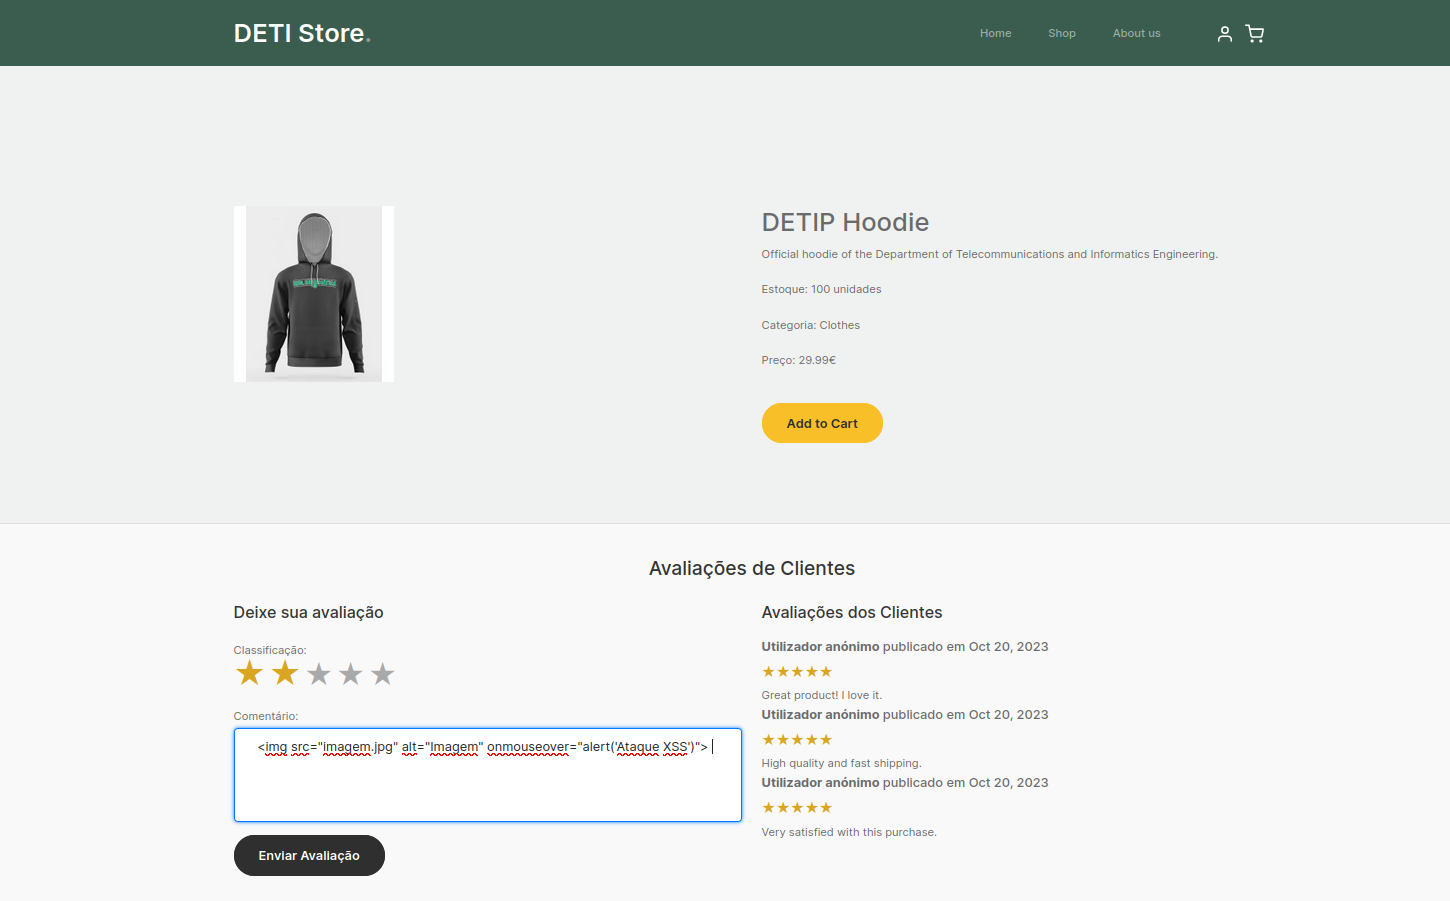 DETI Store.
Home Shop About us
DETIP Hoodie
Official hoodie of the Department of Telecommunications and Informatics Engineering.
Estoque: 100 unidades
Categoria: Clothes
Preço: 29.99€
Add to Cart
Avaliações de Clientes
Deixe sua avaliação
Classificação:
Comentário:
<img src="imagem.jpg" alt="Imagem" onmouseover="alert('Ataque XSS')">
Enviar Avaliação
Avaliações dos Clientes
Utilizador anónimo publicado em Oct 20, 2023
Great product! I love it.
Utilizador anónimo publicado em Oct 20, 2023
High quality and fast shipping.
Utilizador anónimo publicado em Oct 20, 2023
Very satisfied with this purchase.